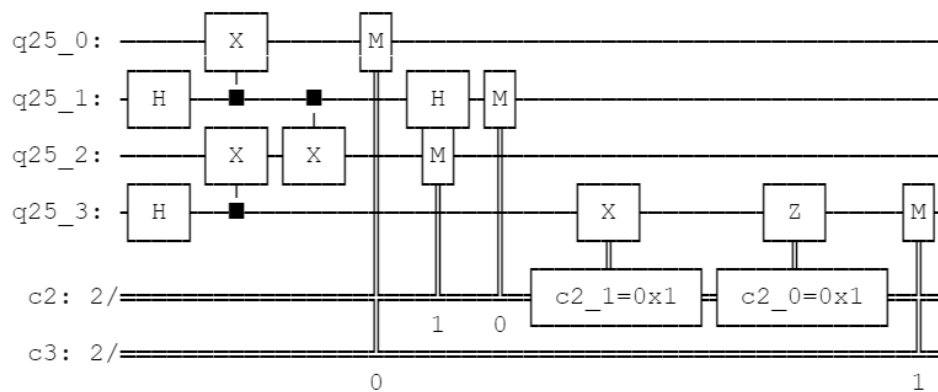 q25_0: X M
q25_1: H H M
q25_2: X X M
q25_3: H X Z M
c2: 2/ c2_1=0x1 c2_0=0x1
1 0
c3: 2/
0 1